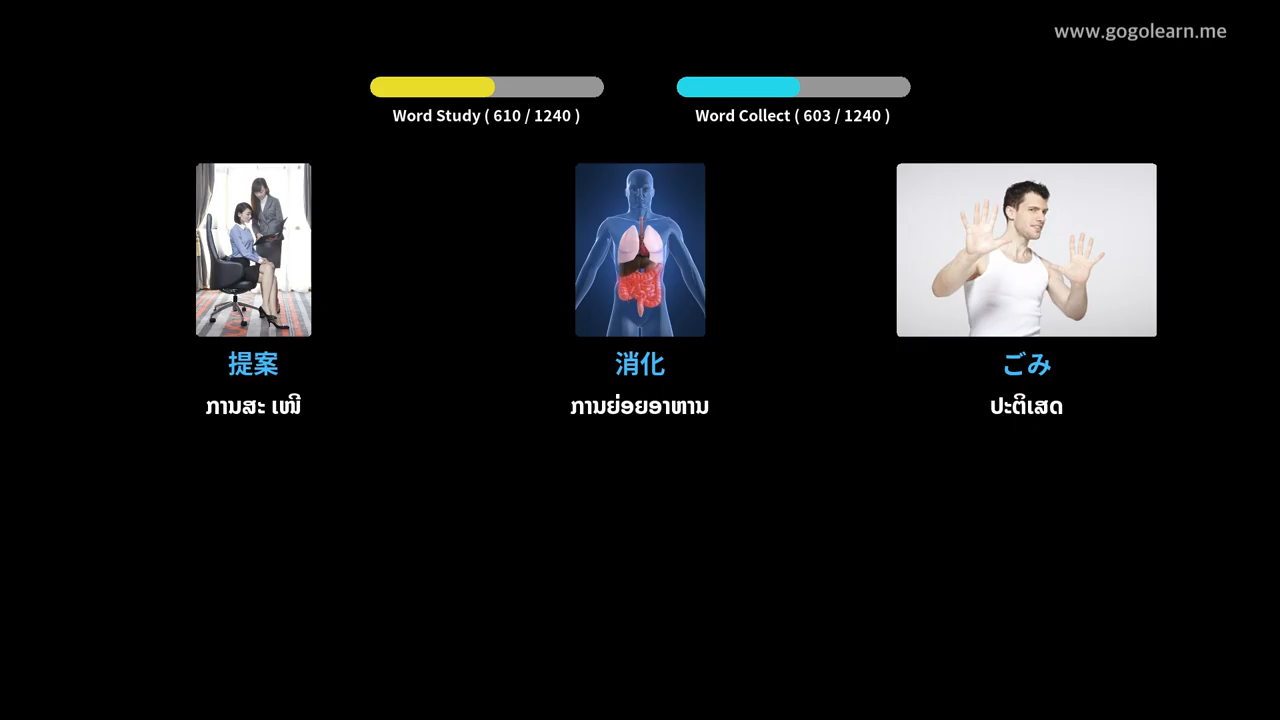 www.gogolearn.me
Word Study ( 610 / 1240 )
Word Collect ( 603 / 1240 )
提案
消化
ごみ
ການສະ ເໜີ
ການຍ່ອຍອາຫານ
ປະຕິເສດ